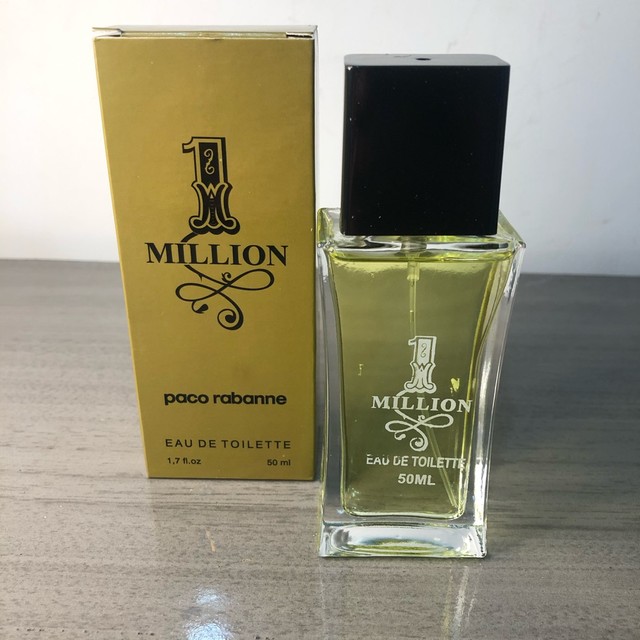 1
MILLION
paco rabanne
EAU DE TOILETTE
1,7 fl.oz 50 ml
1
MILLION
EAU DE TOILETTE
50ML